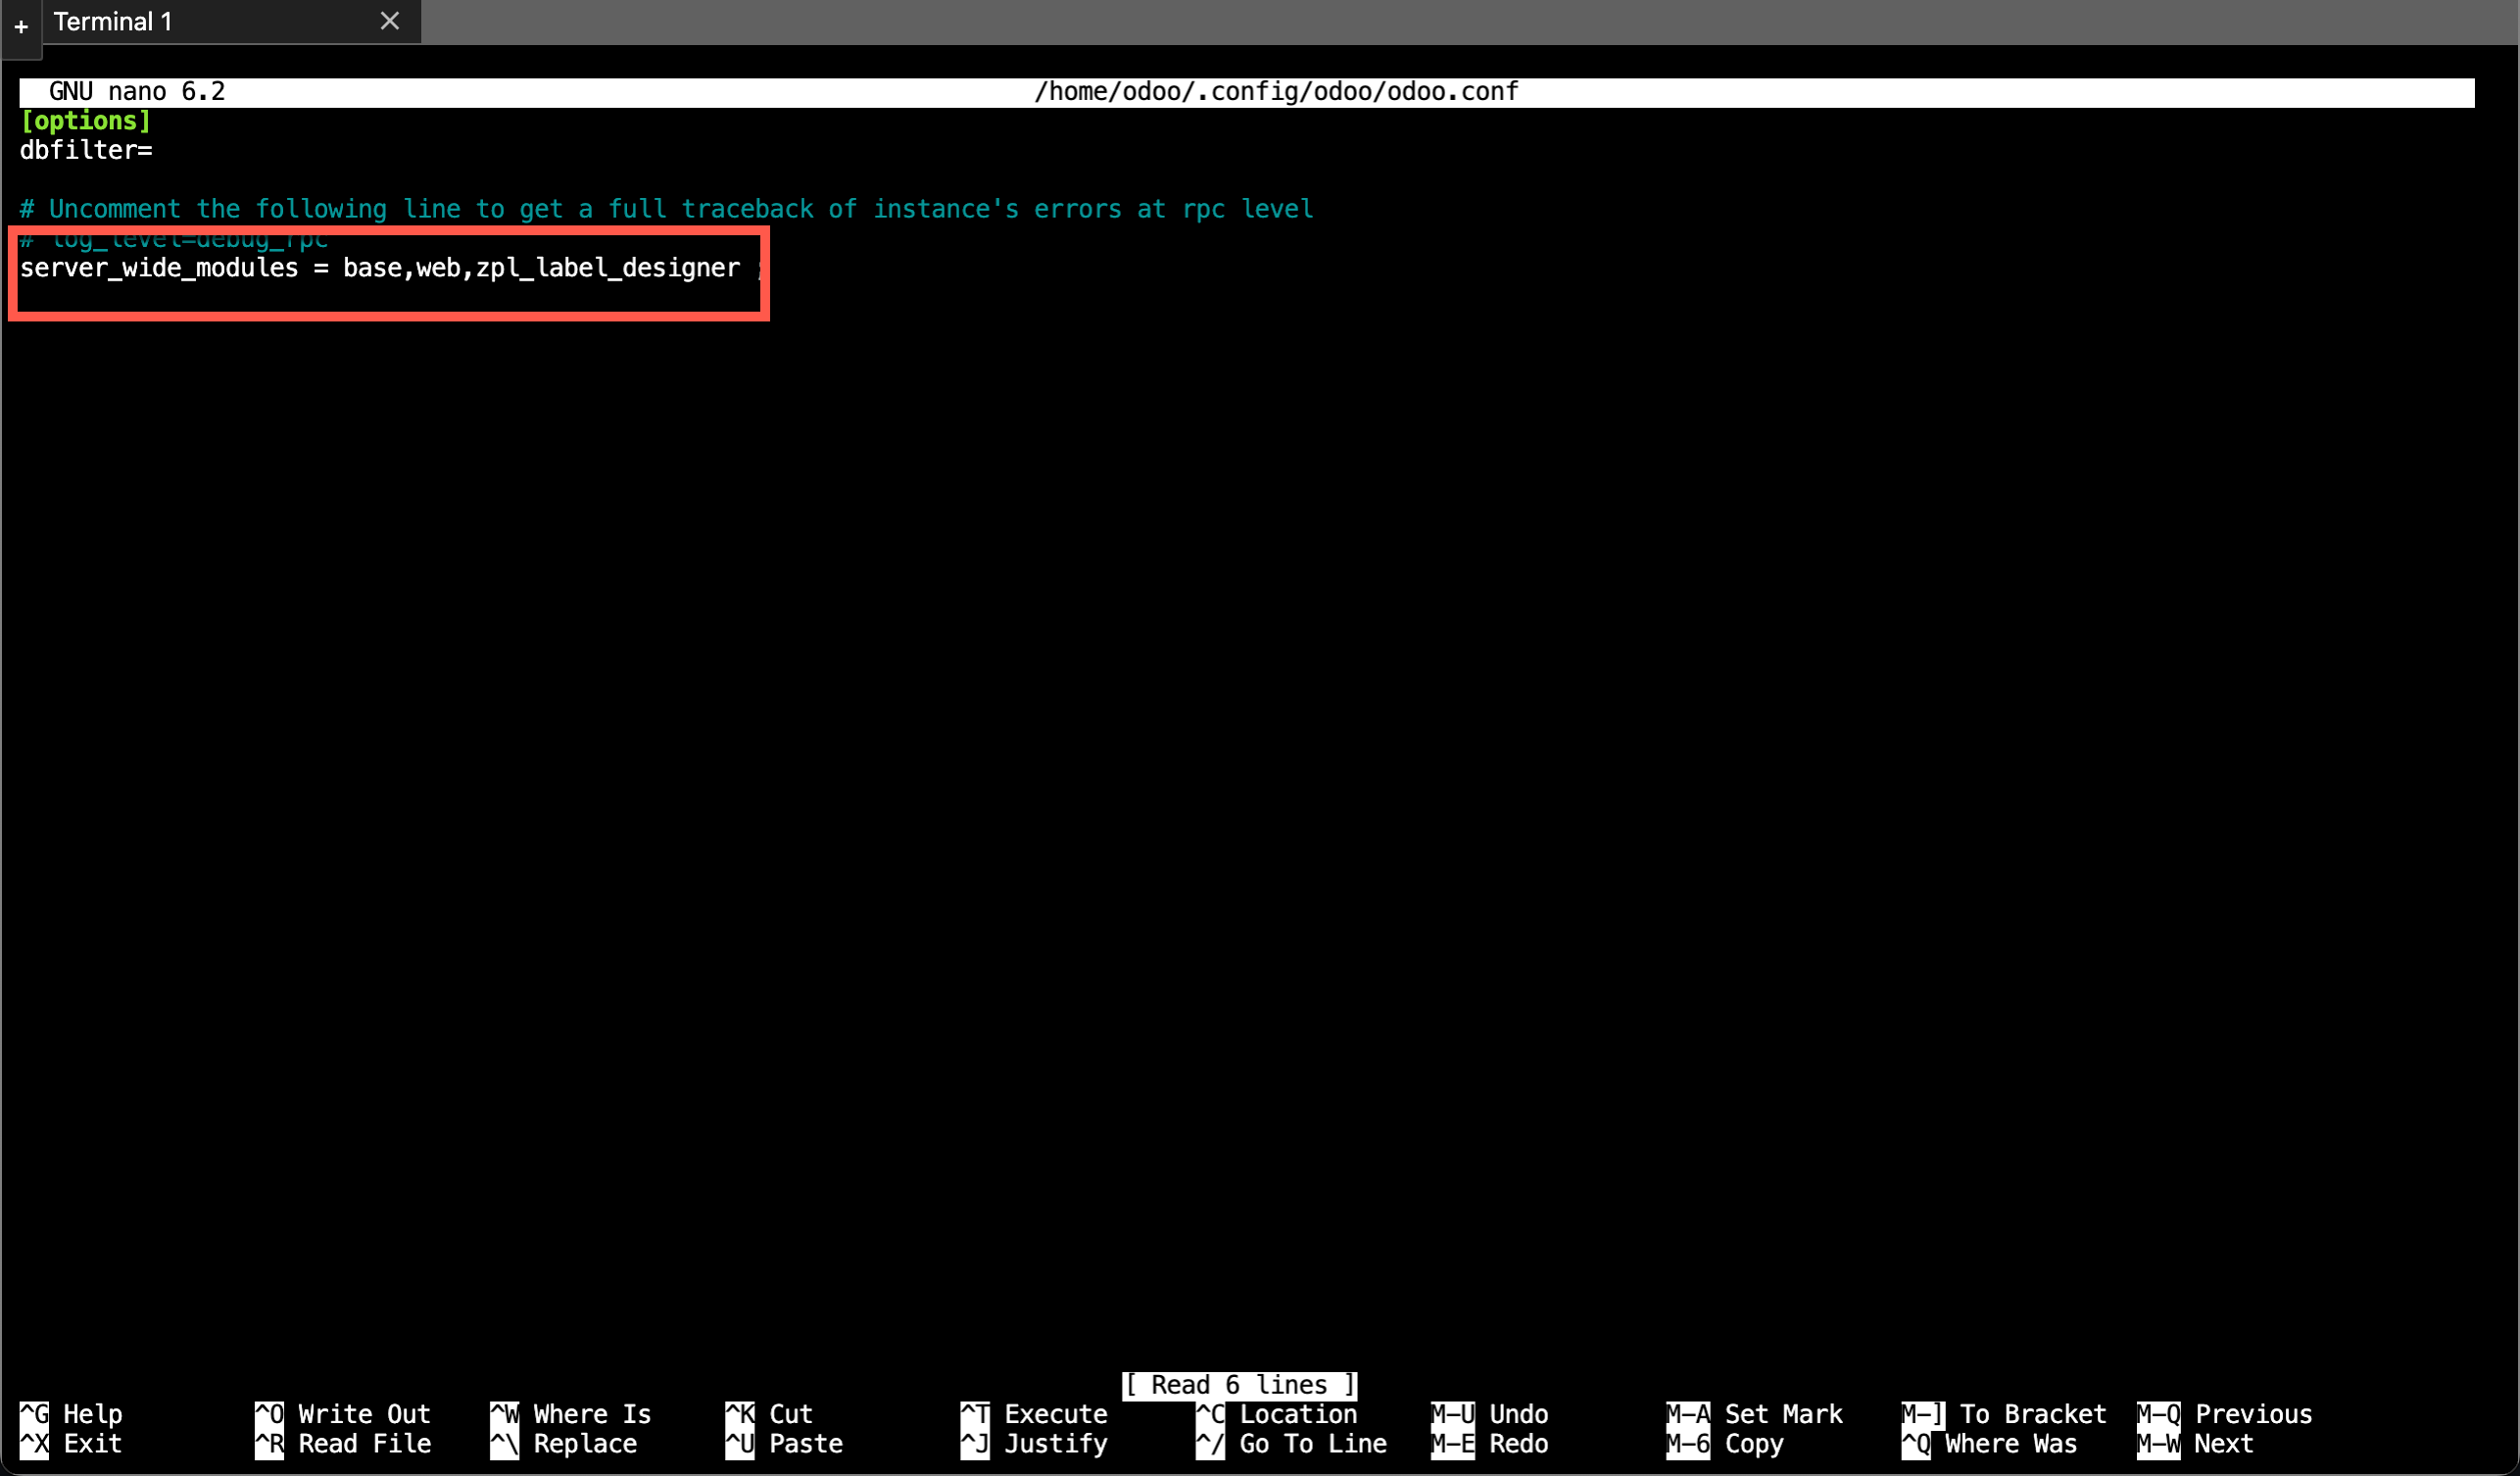 + Terminal 1 ×
GNU nano 6.2 /home/odoo/.config/odoo/odoo.conf
[options]
dbfilter=
# Uncomment the following line to get a full traceback of instance's errors at rpc level
# log_level=debug_rpc
server_wide_modules = base,web,zpl_label_designer ;
[ Read 6 lines ]
^G Help ^O Write Out ^W Where Is ^K Cut ^T Execute ^C Location M-U Undo M-A Set Mark M-] To Bracket M-Q Previous
^X Exit ^R Read File ^\ Replace ^U Paste ^J Justify ^/ Go To Line M-E Redo M-6 Copy ^Q Where Was M-W Next